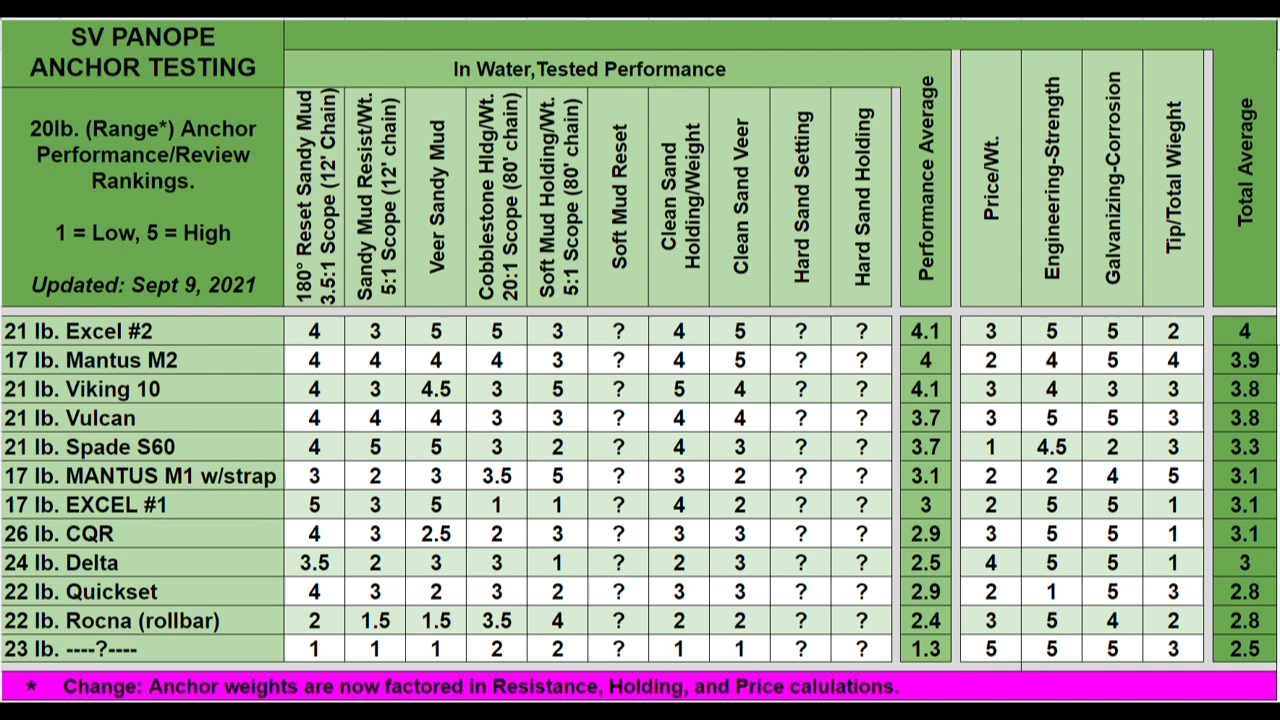 SV PANOPE
ANCHOR TESTING
20lb. (Range*) Anchor
Performance/Review
Rankings.
1 = Low, 5 = High
Updated: Sept 9, 2021
In Water,Tested Performance
180° Reset Sandy Mud
3.5:1 Scope (12' Chain)
Sandy Mud Resist/Wt.
5:1 Scope (12' chain)
Veer Sandy Mud
Cobblestone Hldg/Wt.
20:1 Scope (80' chain)
Soft Mud Holding/Wt.
5:1 Scope (80' chain)
Soft Mud Reset
Clean Sand
Holding/Weight
Clean Sand Veer
Hard Sand Setting
Hard Sand Holding
Performance Average
Price/Wt.
Engineering-Strength
Galvanizing-Corrosion
Tip/Total Wieght
Total Average
21 lb. Excel #2 4 3 5 5 3 ? 4 5 ? ? 4.1 3 5 5 2 4
17 lb. Mantus M2 4 4 4 4 3 ? 4 5 ? ? 4 2 4 5 4 3.9
21 lb. Viking 10 4 3 4.5 3 5 ? 5 4 ? ? 4.1 3 4 3 3 3.8
21 lb. Vulcan 4 4 4 3 3 ? 4 4 ? ? 3.7 3 5 5 3 3.8
21 lb. Spade S60 4 5 5 3 2 ? 4 3 ? ? 3.7 1 4.5 2 3 3.3
17 lb. MANTUS M1 w/strap 3 2 3 3.5 5 ? 3 2 ? ? 3.1 2 2 4 5 3.1
17 lb. EXCEL #1 5 3 5 1 1 ? 4 2 ? ? 3 2 5 5 1 3.1
26 lb. CQR 4 3 2.5 2 3 ? 3 3 ? ? 2.9 3 5 5 1 3.1
24 lb. Delta 3.5 2 3 3 1 ? 2 3 ? ? 2.5 4 5 5 1 3
22 lb. Quickset 4 3 2 3 2 ? 3 3 ? ? 2.9 2 1 5 3 2.8
22 lb. Rocna (rollbar) 2 1.5 1.5 3.5 4 ? 2 2 ? ? 2.4 3 5 4 2 2.8
23 lb. ----?---- 1 1 1 2 2 ? 1 1 ? ? 1.3 5 5 5 3 2.5
* Change: Anchor weights are now factored in Resistance, Holding, and Price calulations.